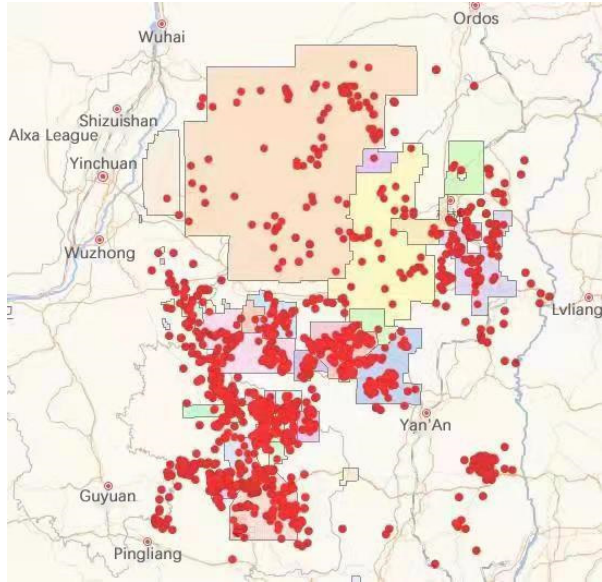 Ordos
Wuhai
Shizuishan
Alxa League
Yinchuan
Wuzhong
Lvliang
Yan'An
Guyuan
Pingliang